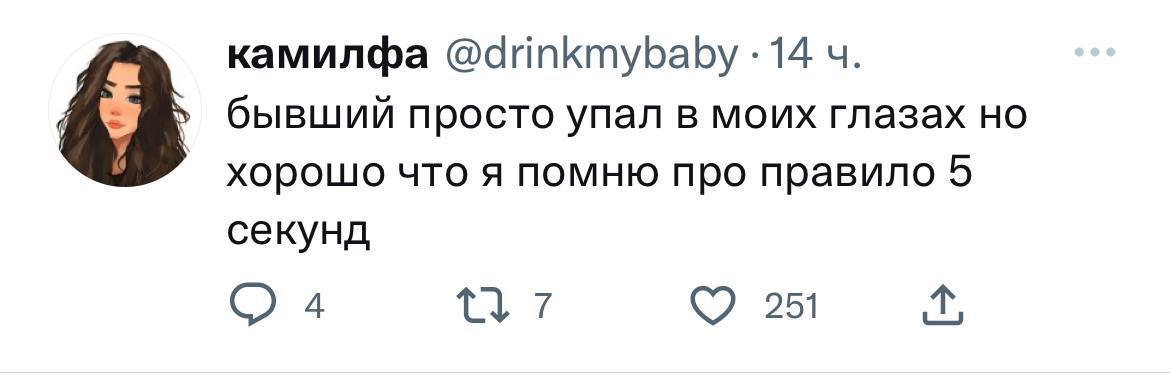 камилфа @drinkmybaby · 14 ч.
бывший просто упал в моих глазах но
хорошо что я помню про правило 5
секунд
4 7 251